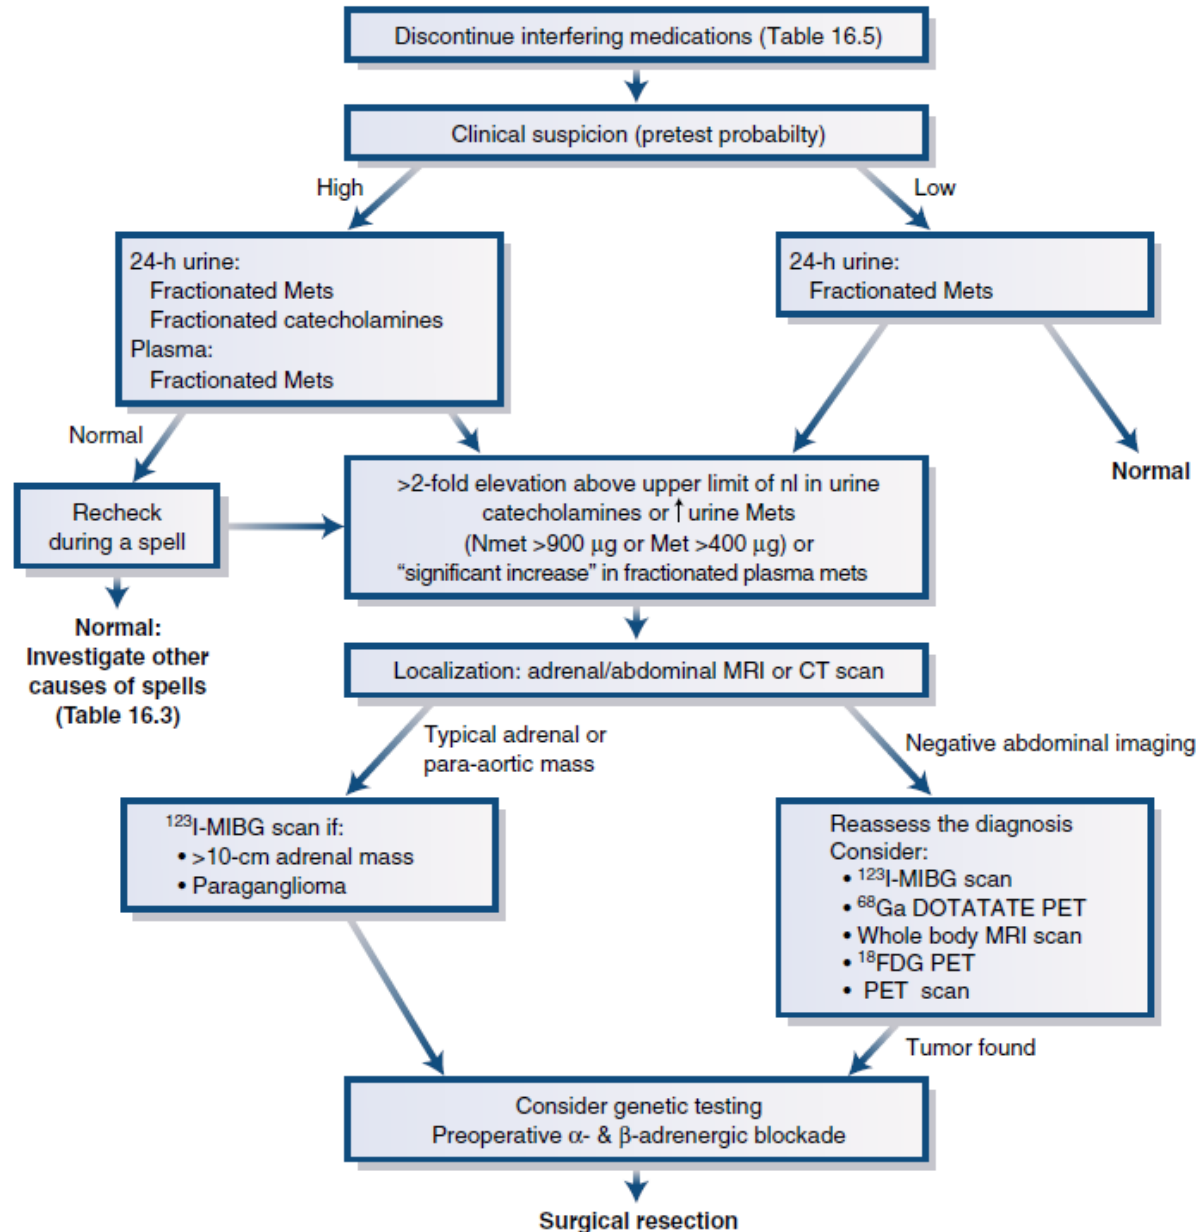 Discontinue interfering medications (Table 16.5)
Clinical suspicion (pretest probabilty)
High
Low
24-h urine:
Fractionated Mets
Fractionated catecholamines
Plasma:
Fractionated Mets
24-h urine:
Fractionated Mets
Normal
Normal
Recheck
during a spell
>2-fold elevation above upper limit of nl in urine
catecholamines or ↑ urine Mets
(Nmet >900 μg or Met >400 μg) or
“significant increase” in fractionated plasma mets
Normal:
Investigate other
causes of spells
(Table 16.3)
Localization: adrenal/abdominal MRI or CT scan
Typical adrenal or
para-aortic mass
Negative abdominal imaging
¹²³I-MIBG scan if:
• >10-cm adrenal mass
• Paraganglioma
Reassess the diagnosis
Consider:
• ¹²³I-MIBG scan
• ⁶⁸Ga DOTATATE PET
• Whole body MRI scan
• ¹⁸FDG PET
• PET scan
Tumor found
Consider genetic testing
Preoperative α- & β-adrenergic blockade
Surgical resection